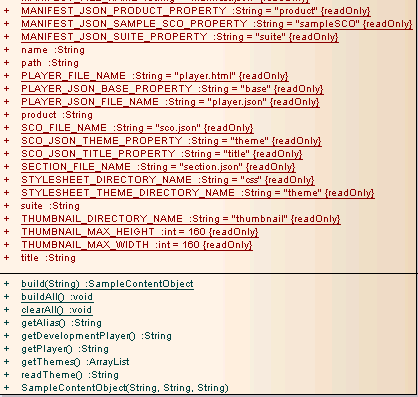 + MANIFEST_JSON_PRODUCT_PROPERTY :String = "product" {readOnly}
+ MANIFEST_JSON_SAMPLE_SCO_PROPERTY :String = "sampleSCO" {readOnly}
+ MANIFEST_JSON_SUITE_PROPERTY :String = "suite" {readOnly}
+ name :String
+ path :String
+ PLAYER_FILE_NAME :String = "player.html" {readOnly}
+ PLAYER_JSON_BASE_PROPERTY :String = "base" {readOnly}
+ PLAYER_JSON_FILE_NAME :String = "player.json" {readOnly}
+ product :String
+ SCO_FILE_NAME :String = "sco.json" {readOnly}
+ SCO_JSON_THEME_PROPERTY :String = "theme" {readOnly}
+ SCO_JSON_TITLE_PROPERTY :String = "title" {readOnly}
+ SECTION_FILE_NAME :String = "section.json" {readOnly}
+ STYLESHEET_DIRECTORY_NAME :String = "css" {readOnly}
+ STYLESHEET_THEME_DIRECTORY_NAME :String = "theme" {readOnly}
+ suite :String
+ THUMBNAIL_DIRECTORY_NAME :String = "thumbnail" {readOnly}
+ THUMBNAIL_MAX_HEIGHT :int = 160 {readOnly}
+ THUMBNAIL_MAX_WIDTH :int = 160 {readOnly}
+ title :String
+ build(String) :SampleContentObject
+ buildAll() :void
+ clearAll() :void
+ getAlias() :String
+ getDevelopmentPlayer() :String
+ getPlayer() :String
+ getThemes() :ArrayList
+ readTheme() :String
+ SampleContentObject(String, String, String)